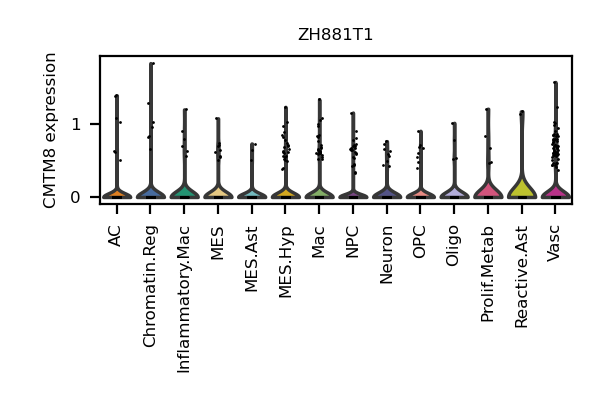 ZH881T1
CMTM8 expression
1
0
AC
Chromatin.Reg
Inflammatory.Mac
MES
MES.Ast
MES.Hyp
Mac
NPC
Neuron
OPC
Oligo
Prolif.Metab
Reactive.Ast
Vasc